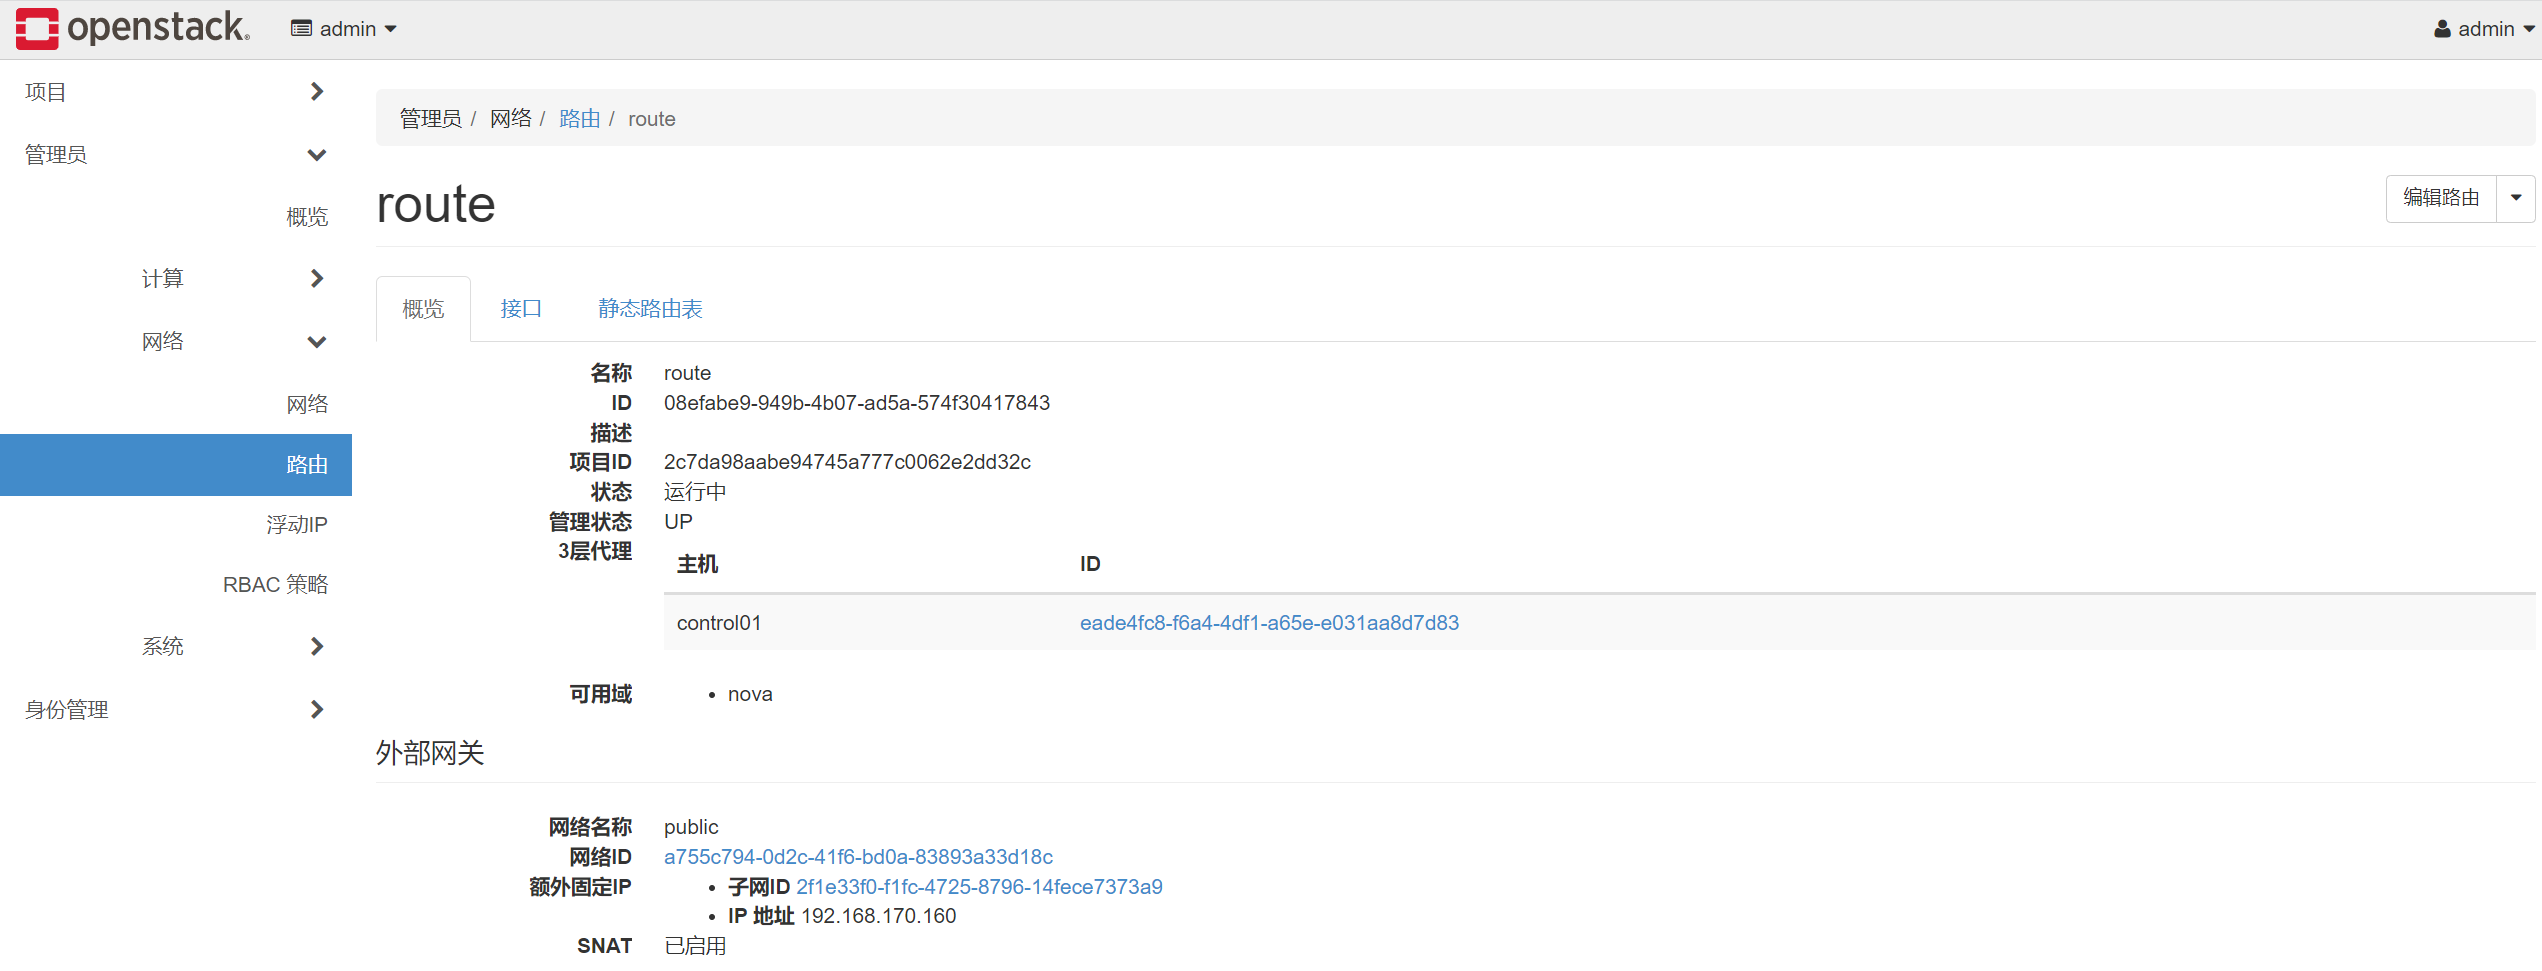 openstack. admin admin
项目
管理员
概览
计算
网络
网络
路由
浮动IP
RBAC 策略
系统
身份管理
管理员 / 网络 / 路由 / route
route
编辑路由
概览 接口 静态路由表
名称 route
ID 08efabe9-949b-4b07-ad5a-574f30417843
描述
项目ID 2c7da98aabe94745a777c0062e2dd32c
状态 运行中
管理状态 UP
3层代理
主机 ID
control01 eade4fc8-f6a4-4df1-a65e-e031aa8d7d83
可用域 • nova
外部网关
网络名称 public
网络ID a755c794-0d2c-41f6-bd0a-83893a33d18c
额外固定IP • 子网ID 2f1e33f0-f1fc-4725-8796-14fece7373a9
• IP 地址 192.168.170.160
SNAT 已启用